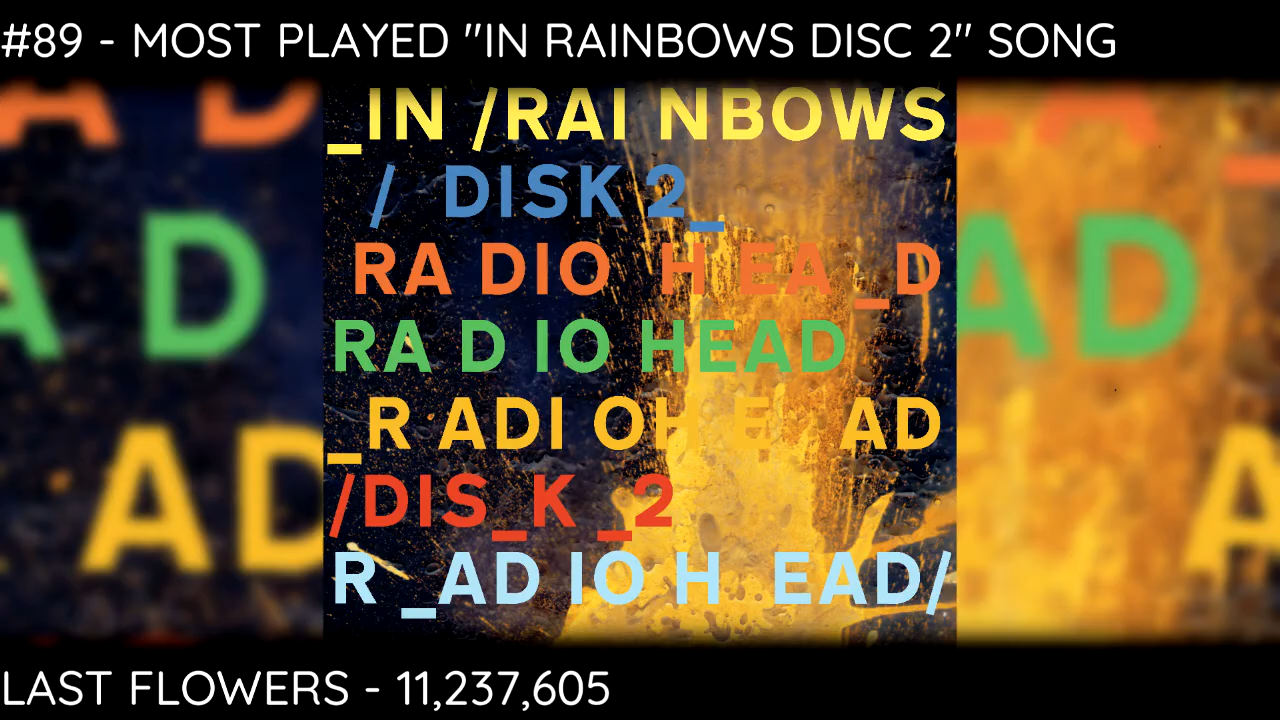 #89 - MOST PLAYED "IN RAINBOWS DISC 2" SONG
_IN /RAI NBOWS
/ DISK 2_
RA DIO H EA _D
RA D IO HEAD
_R ADI OH E AD
/DIS_K _2
R _AD IO H EAD/
LAST FLOWERS - 11,237,605